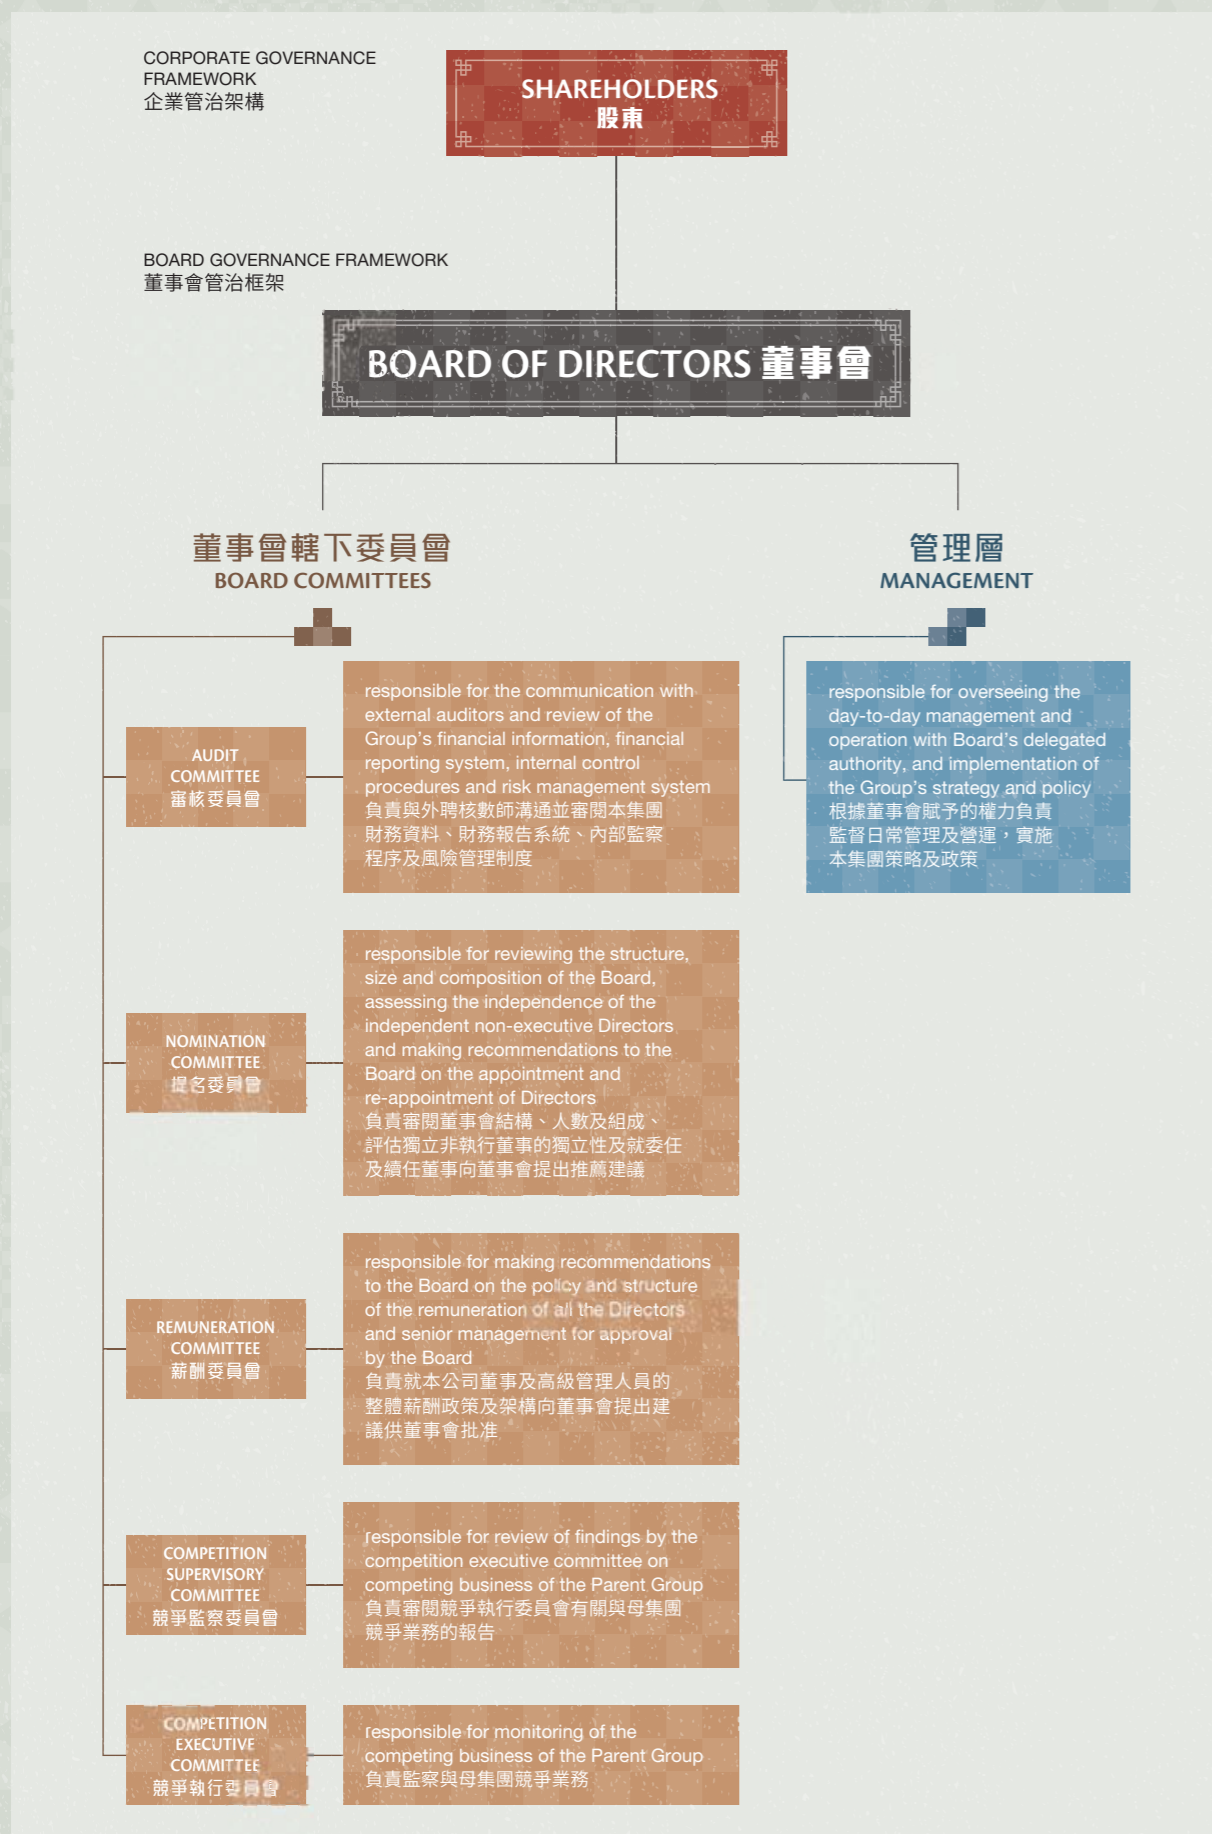 CORPORATE GOVERNANCE
FRAMEWORK
企業管治架構
SHAREHOLDERS
股東
BOARD GOVERNANCE FRAMEWORK
董事會管治框架
BOARD OF DIRECTORS 董事會
董事會轄下委員會
BOARD COMMITTEES
管理層
MANAGEMENT
AUDIT
COMMITTEE
審核委員會
responsible for the communication with
external auditors and review of the
Group's financial information, financial
reporting system, internal control
procedures and risk management system
負責與外聘核數師溝通並審閱本集團
財務資料、財務報告系統、內部監察
程序及風險管理制度
responsible for overseeing the
day-to-day management and
operation with Board's delegated
authority, and implementation of
the Group's strategy and policy
根據董事會賦予的權力負責
監督日常管理及營運，實施
本集團策略及政策
NOMINATION
COMMITTEE
提名委員會
responsible for reviewing the structure,
size and composition of the Board,
assessing the independence of the
independent non-executive Directors
and making recommendations to the
Board on the appointment and
re-appointment of Directors
負責審閱董事會結構、人數及組成、
評估獨立非執行董事的獨立性及就委任
及續任董事向董事會提出推薦建議
REMUNERATION
COMMITTEE
薪酬委員會
responsible for making recommendations
to the Board on the policy and structure
of the remuneration of all the Directors
and senior management for approval
by the Board
負責就本公司董事及高級管理人員的
整體薪酬政策及架構向董事會提出建
議供董事會批准
COMPETITION
SUPERVISORY
COMMITTEE
競爭監察委員會
responsible for review of findings by the
competition executive committee on
competing business of the Parent Group
負責審閱競爭執行委員會有關與母集團
競爭業務的報告
COMPETITION
EXECUTIVE
COMMITTEE
競爭執行委員會
responsible for monitoring of the
competing business of the Parent Group
負責監察與母集團競爭業務